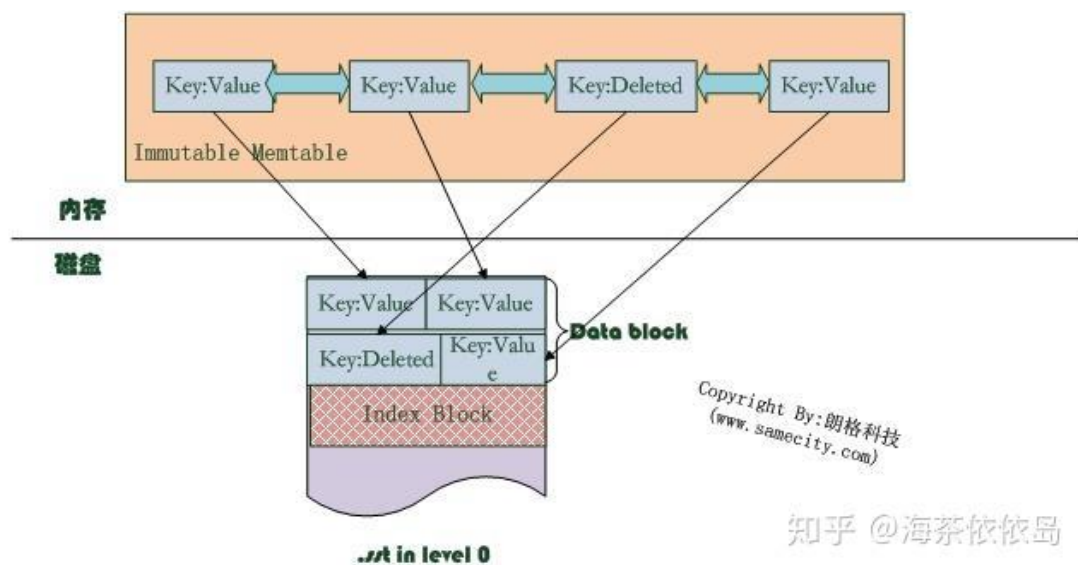 Key:Value
Key:Value
Key:Deleted
Key:Value
Immutable Memtable
内存
磁盘
Key:Value
Key:Value
Key:Deleted
Key:Valu
e
Data block
Index Block
Copyright By:朗格科技
(www.samecity.com)
.sst in level 0
知乎 @海茶依依岛